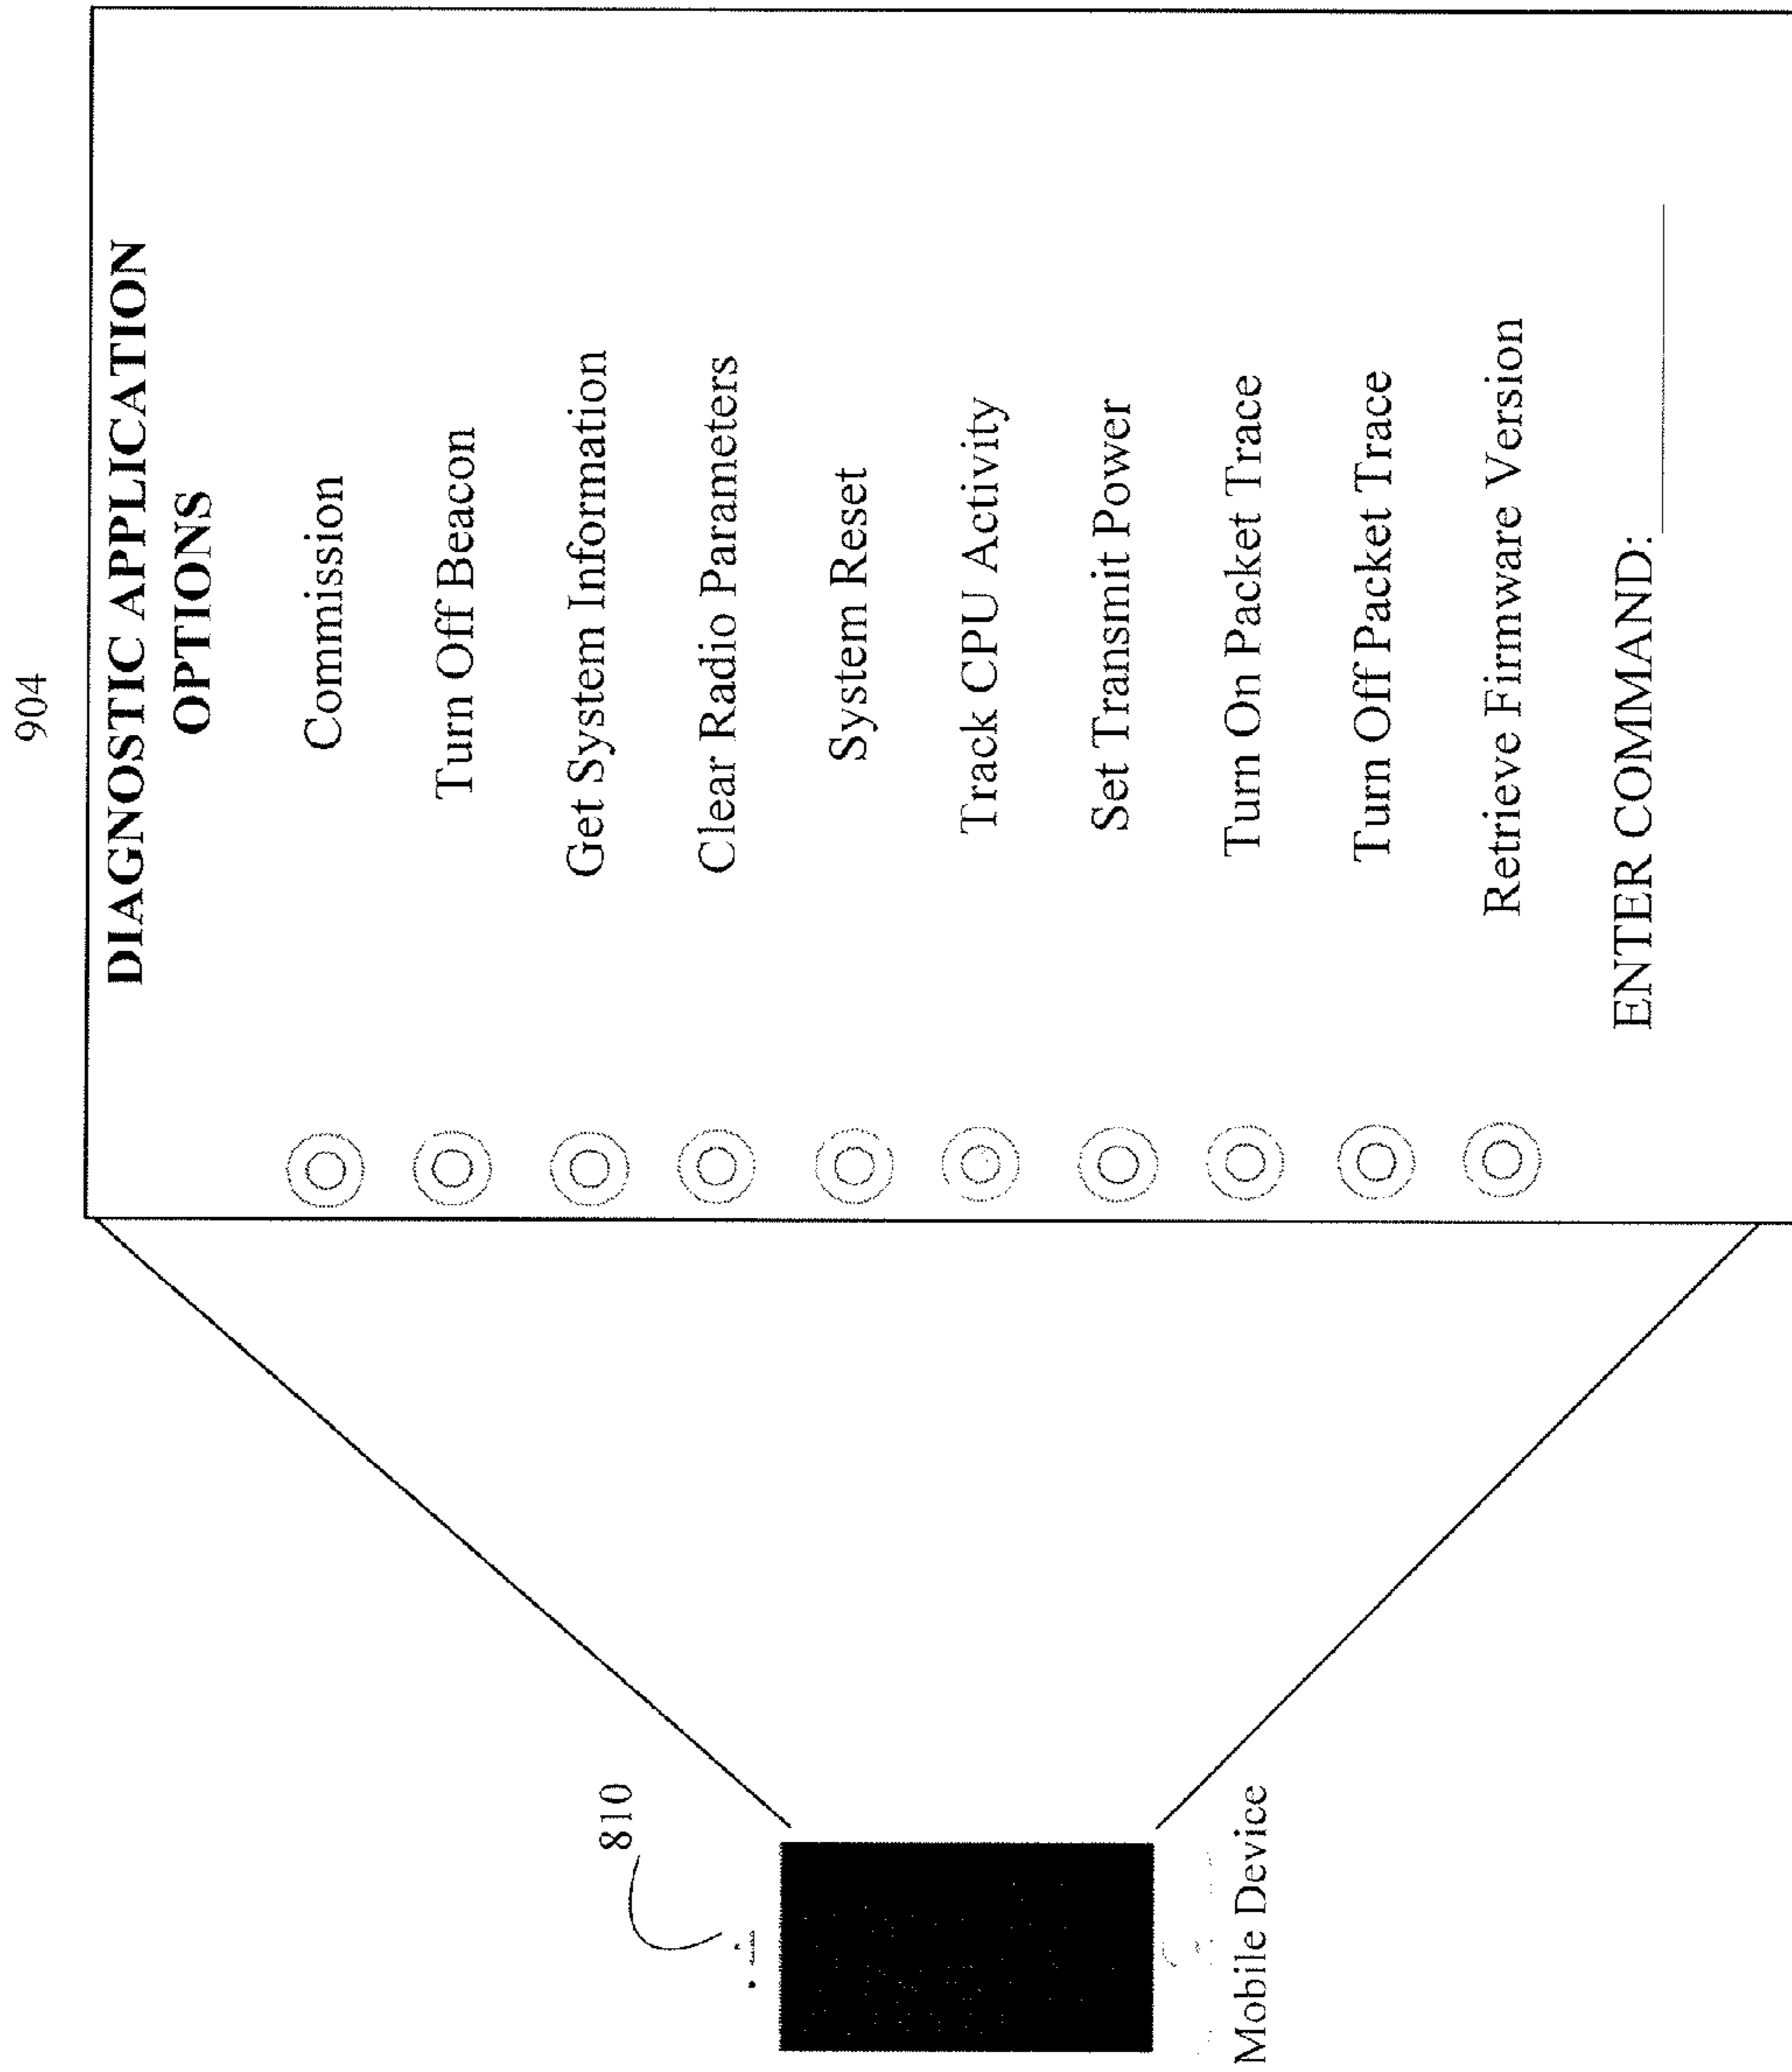 904
DIAGNOSTIC APPLICATION
OPTIONS
Commission
Turn Off Beacon
Get System Information
Clear Radio Parameters
System Reset
Track CPU Activity
Set Transmit Power
Turn On Packet Trace
Turn Off Packet Trace
Retrieve Firmware Version
ENTER COMMAND:
810
Mobile Device